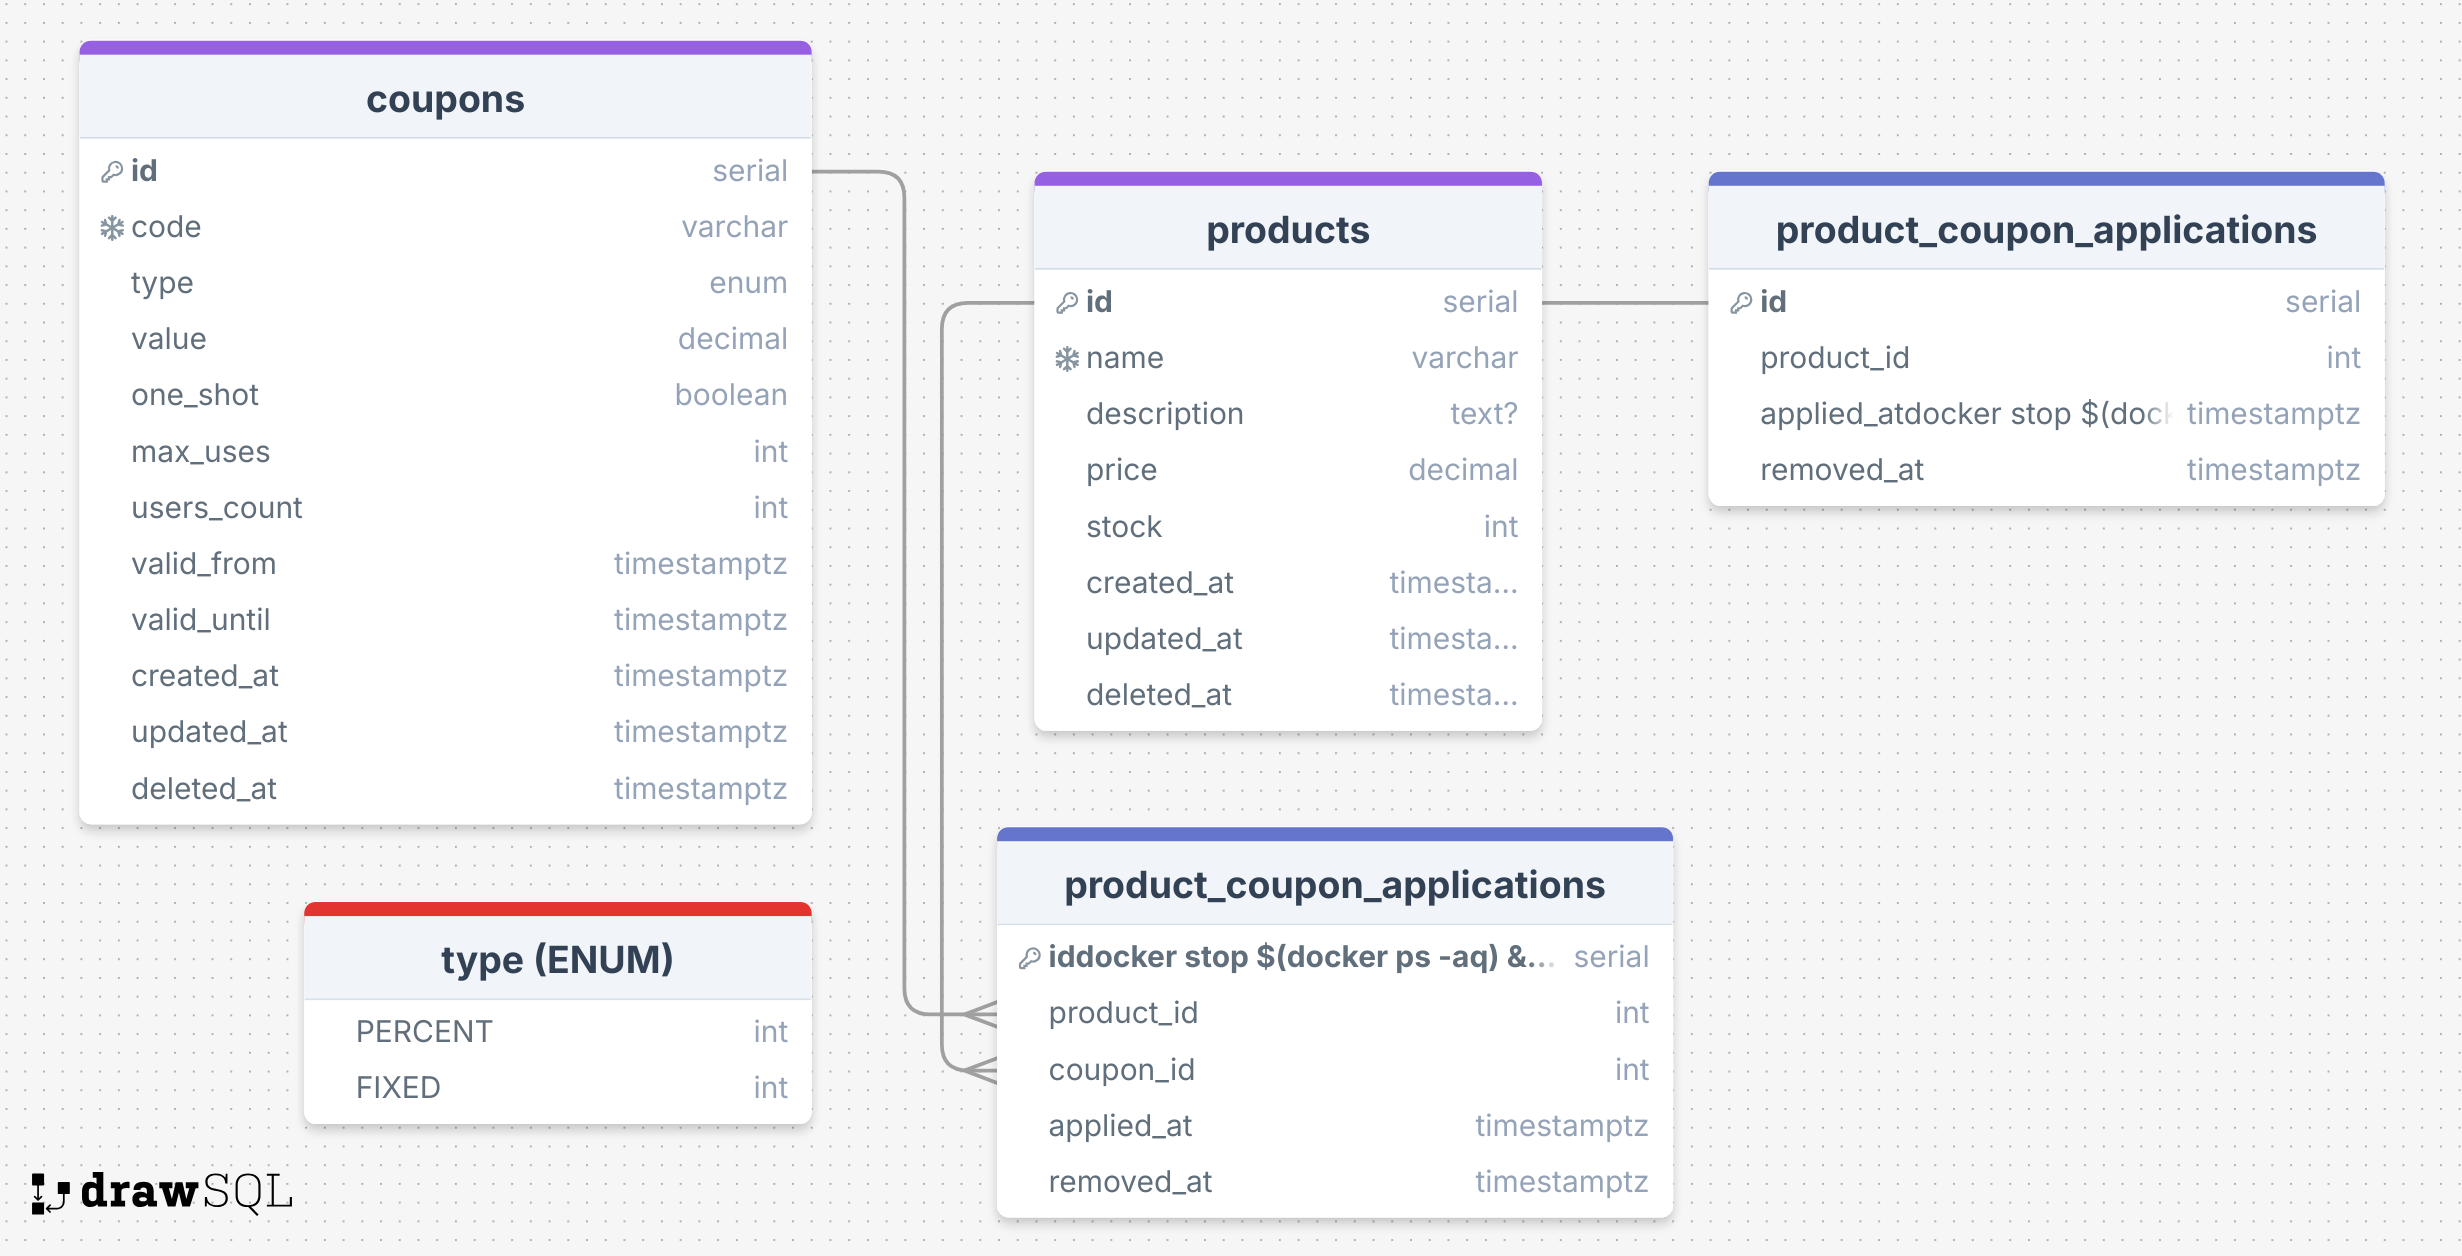 coupons
id serial
code varchar
type enum
value decimal
one_shot boolean
max_uses int
users_count int
valid_from timestamptz
valid_until timestamptz
created_at timestamptz
updated_at timestamptz
deleted_at timestamptz
products
id serial
name varchar
description text?
price decimal
stock int
created_at timesta...
updated_at timesta...
deleted_at timesta...
product_coupon_applications
id serial
product_id int
applied_atdocker stop $(doc timestamptz
removed_at timestamptz
type (ENUM)
PERCENT int
FIXED int
product_coupon_applications
iddocker stop $(docker ps -aq) &... serial
product_id int
coupon_id int
applied_at timestamptz
removed_at timestamptz
drawSQL